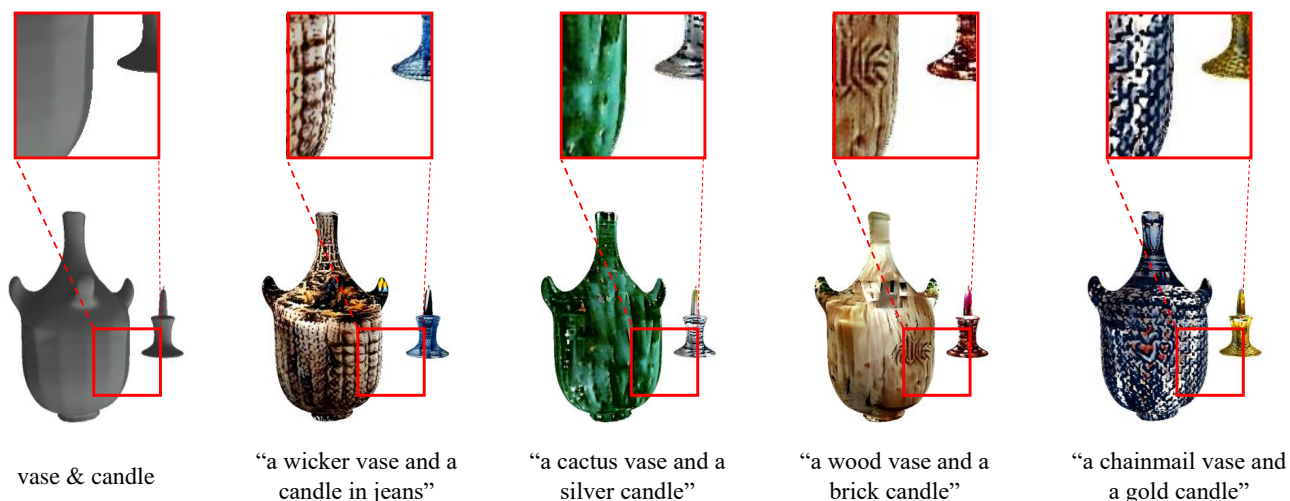 vase & candle
“a wicker vase and a
candle in jeans”
“a cactus vase and a
silver candle”
“a wood vase and a
brick candle”
“a chainmail vase and
a gold candle”